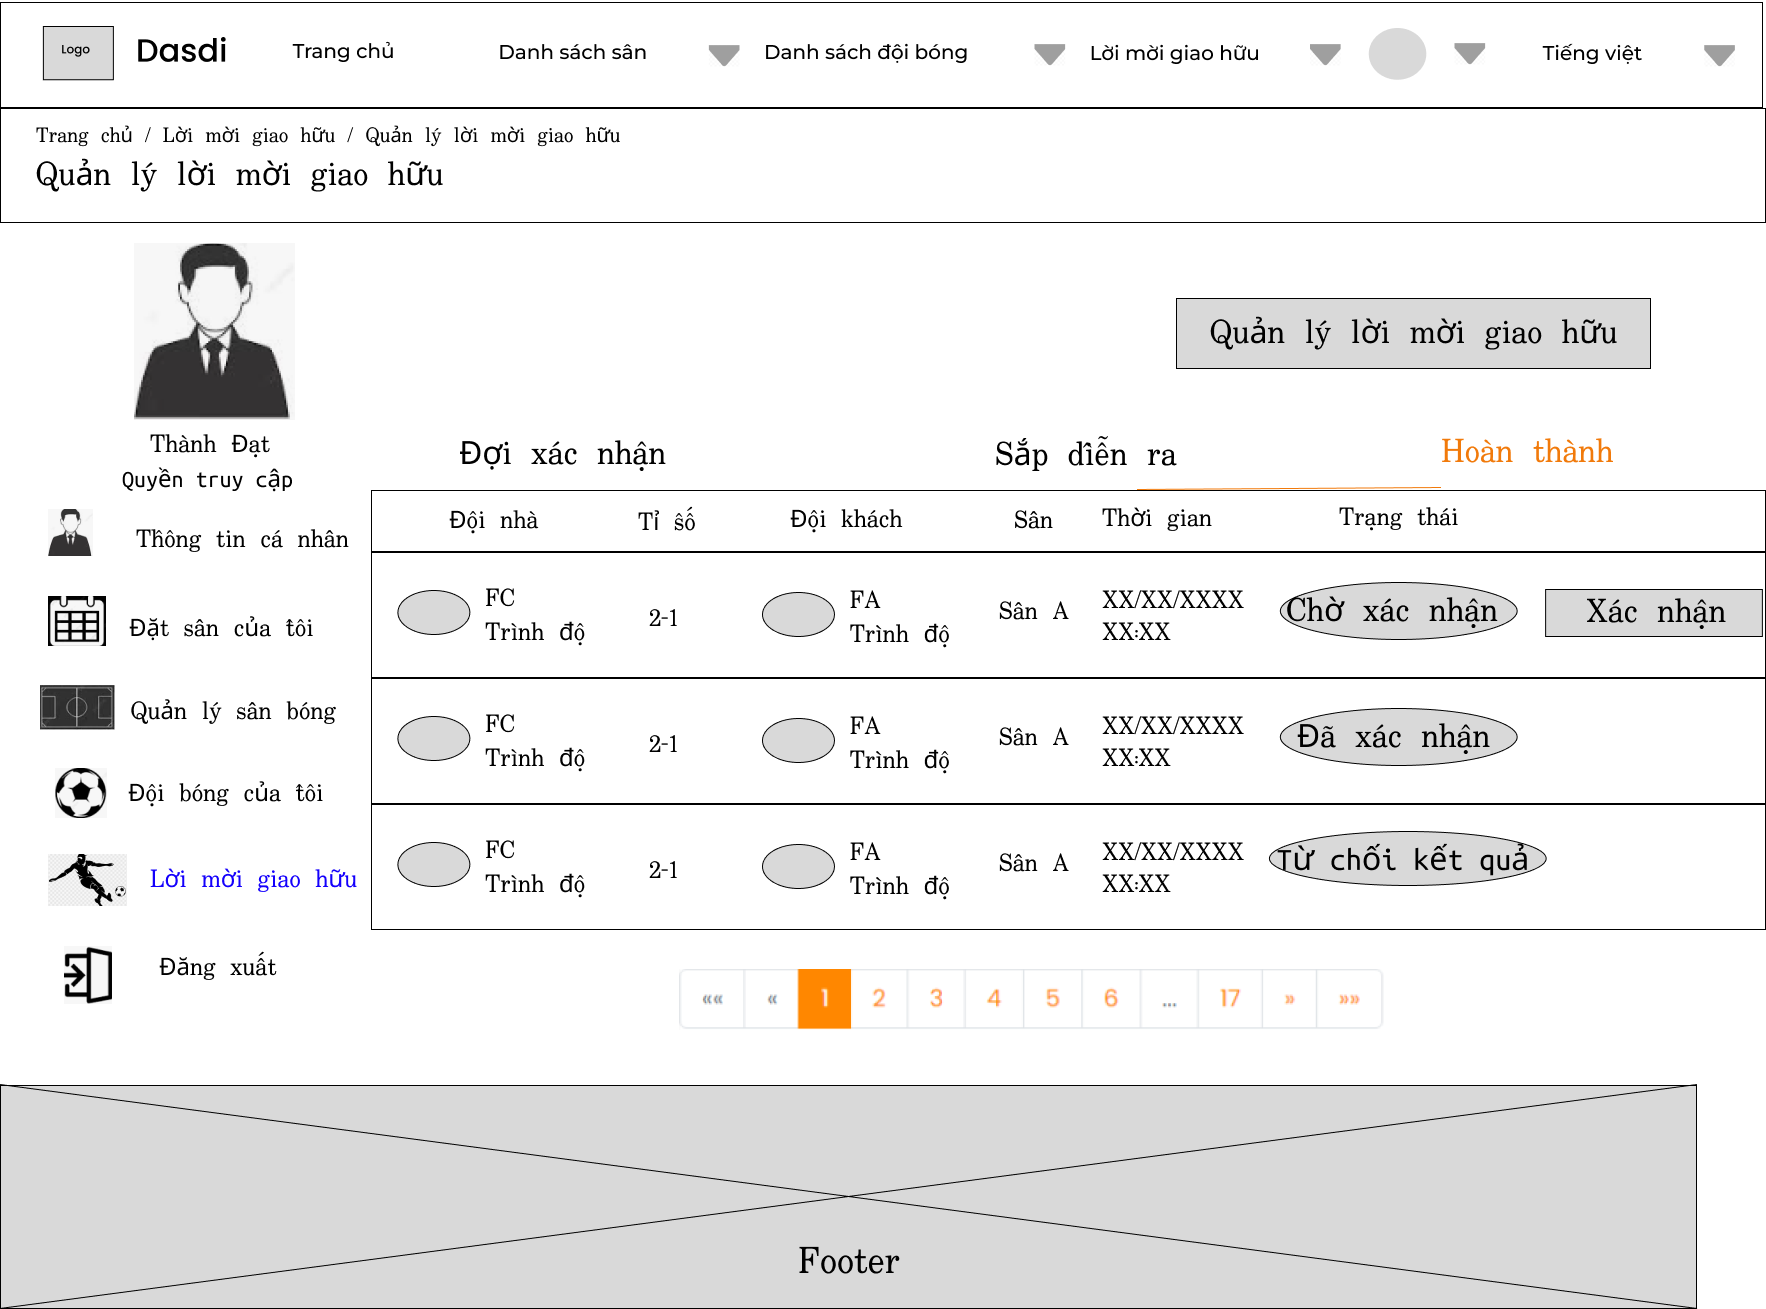 Logo
Dasdi
Trang chủ
Danh sách sân
Danh sách đội bóng
Lời mời giao hữu
Tiếng việt
Trang chủ / Lời mời giao hữu / Quản lý lời mời giao hữu
Quản lý lời mời giao hữu
Quản lý lời mời giao hữu
Thành Đạt
Quyền truy cập
Thông tin cá nhân
Đặt sân của tôi
Quản lý sân bóng
Đội bóng của tôi
Lời mời giao hữu
Đăng xuất
Đợi xác nhận
Sắp diễn ra
Hoàn thành
Đội nhà
Tỉ số
Đội khách
Sân
Thời gian
Trạng thái
FC
Trình độ
2-1
FA
Trình độ
Sân A
XX/XX/XXXX
XX:XX
Chờ xác nhận
Xác nhận
FC
Trình độ
2-1
FA
Trình độ
Sân A
XX/XX/XXXX
XX:XX
Đã xác nhận
FC
Trình độ
2-1
FA
Trình độ
Sân A
XX/XX/XXXX
XX:XX
Từ chối kết quả
«« « 1 2 3 4 5 6 ... 17 » »»
Footer